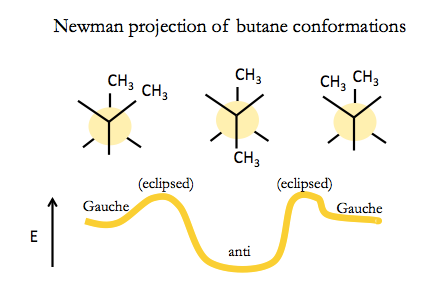 Newman projection of butane conformations
CH3
CH3
CH3
CH3
CH3
CH3
(eclipsed)
(eclipsed)
Gauche
Gauche
anti
E